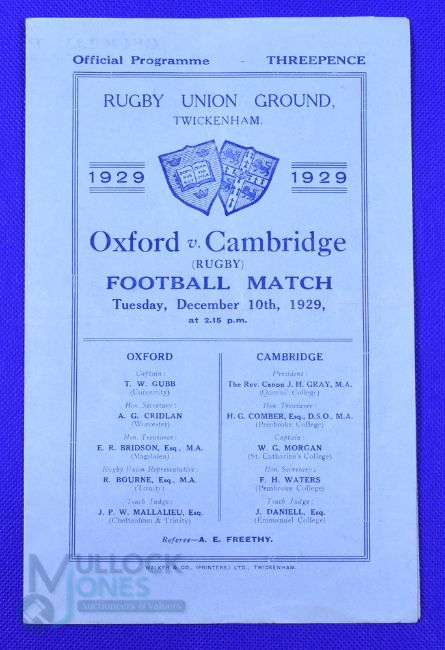 Official Programme - THREEPENCE
RUGBY UNION GROUND,
TWICKENHAM.
1929 1929
Oxford v. Cambridge
(RUGBY)
FOOTBALL MATCH
Tuesday, December 10th, 1929,
at 2.15 p.m.
OXFORD
Captain:
T. W. GUBB
(University)
Hon. Secretary:
A. G. CRIDLAN
(Worcester)
Hon. Treasurer:
E. R. BRIDSON, Esq., M.A.
(Magdalen)
Rugby Union Representative:
R. BOURNE, Esq., M.A.
(Trinity)
Touch Judge:
J. P. W. MALLALIEU, Esq.
(Cheltenham & Trinity)
CAMBRIDGE
President:
The Rev. Canon J. H. GRAY, M.A.
(Queens' College)
Hon. Treasurer:
H. G. COMBER, Esq., D.S.O., M.A.
(Pembroke College)
Captain:
W. G. MORGAN
(St. Catharine's College)
Hon. Secretary:
F. H. WATERS
(Pembroke College)
Touch Judge:
J. DANIELL, Esq.
(Emmanuel College)
Referee—A. E. FREETHY.
WALKER & CO., (PRINTERS,) LTD., TWICKENHAM.
MULLOCK
JONES
Auctioneers & Valuers